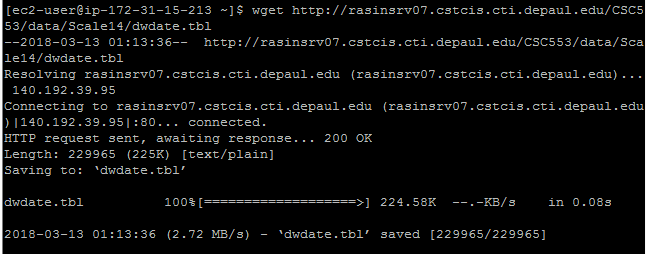 [ec2-user@ip-172-31-15-213 ~]$ wget http://rasinsrv07.cstcis.cti.depaul.edu/CSC5
53/data/Scale14/dwdate.tbl
--2018-03-13 01:13:36--  http://rasinsrv07.cstcis.cti.depaul.edu/CSC553/data/Sca
le14/dwdate.tbl
Resolving rasinsrv07.cstcis.cti.depaul.edu (rasinsrv07.cstcis.cti.depaul.edu)...
 140.192.39.95
Connecting to rasinsrv07.cstcis.cti.depaul.edu (rasinsrv07.cstcis.cti.depaul.edu
)|140.192.39.95|:80... connected.
HTTP request sent, awaiting response... 200 OK
Length: 229965 (225K) [text/plain]
Saving to: ‘dwdate.tbl’
dwdate.tbl          100%[===================>] 224.58K  --.-KB/s    in 0.08s
2018-03-13 01:13:36 (2.72 MB/s) - ‘dwdate.tbl’ saved [229965/229965]